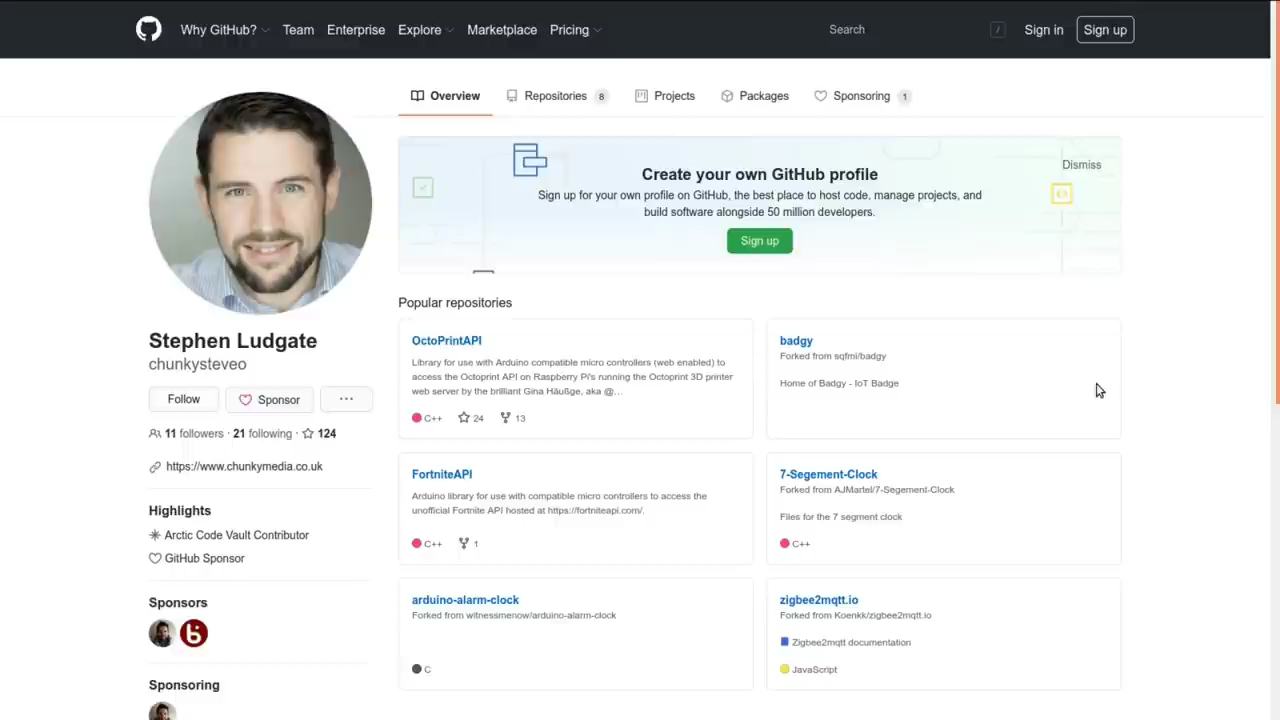 Why GitHub? Team Enterprise Explore Marketplace Pricing Search / Sign in Sign up
Overview Repositories 8 Projects Packages Sponsoring 1
Create your own GitHub profile
Dismiss
Sign up for your own profile on GitHub, the best place to host code, manage projects, and
build software alongside 50 million developers.
Sign up
Stephen Ludgate
chunkysteveo
Follow Sponsor ...
11 followers · 21 following · 124
https://www.chunkymedia.co.uk
Highlights
Arctic Code Vault Contributor
GitHub Sponsor
Sponsors
Sponsoring
Popular repositories
OctoPrintAPI
Library for use with Arduino compatible micro controllers (web enabled) to
access the Octoprint API on Raspberry Pi's running the Octoprint 3D printer
web server by the brilliant Gina Häußge, aka @…
C++ 24 13
badgy
Forked from sqfmi/badgy
Home of Badgy - IoT Badge
FortniteAPI
Arduino library for use with compatible micro controllers to access the
unofficial Fortnite API hosted at https://fortniteapi.com/.
C++ 1
7-Segement-Clock
Forked from AJMartel/7-Segement-Clock
Files for the 7 segment clock
C++
arduino-alarm-clock
Forked from witnessmenow/arduino-alarm-clock
C
zigbee2mqtt.io
Forked from Koenkk/zigbee2mqtt.io
Zigbee2mqtt documentation
JavaScript